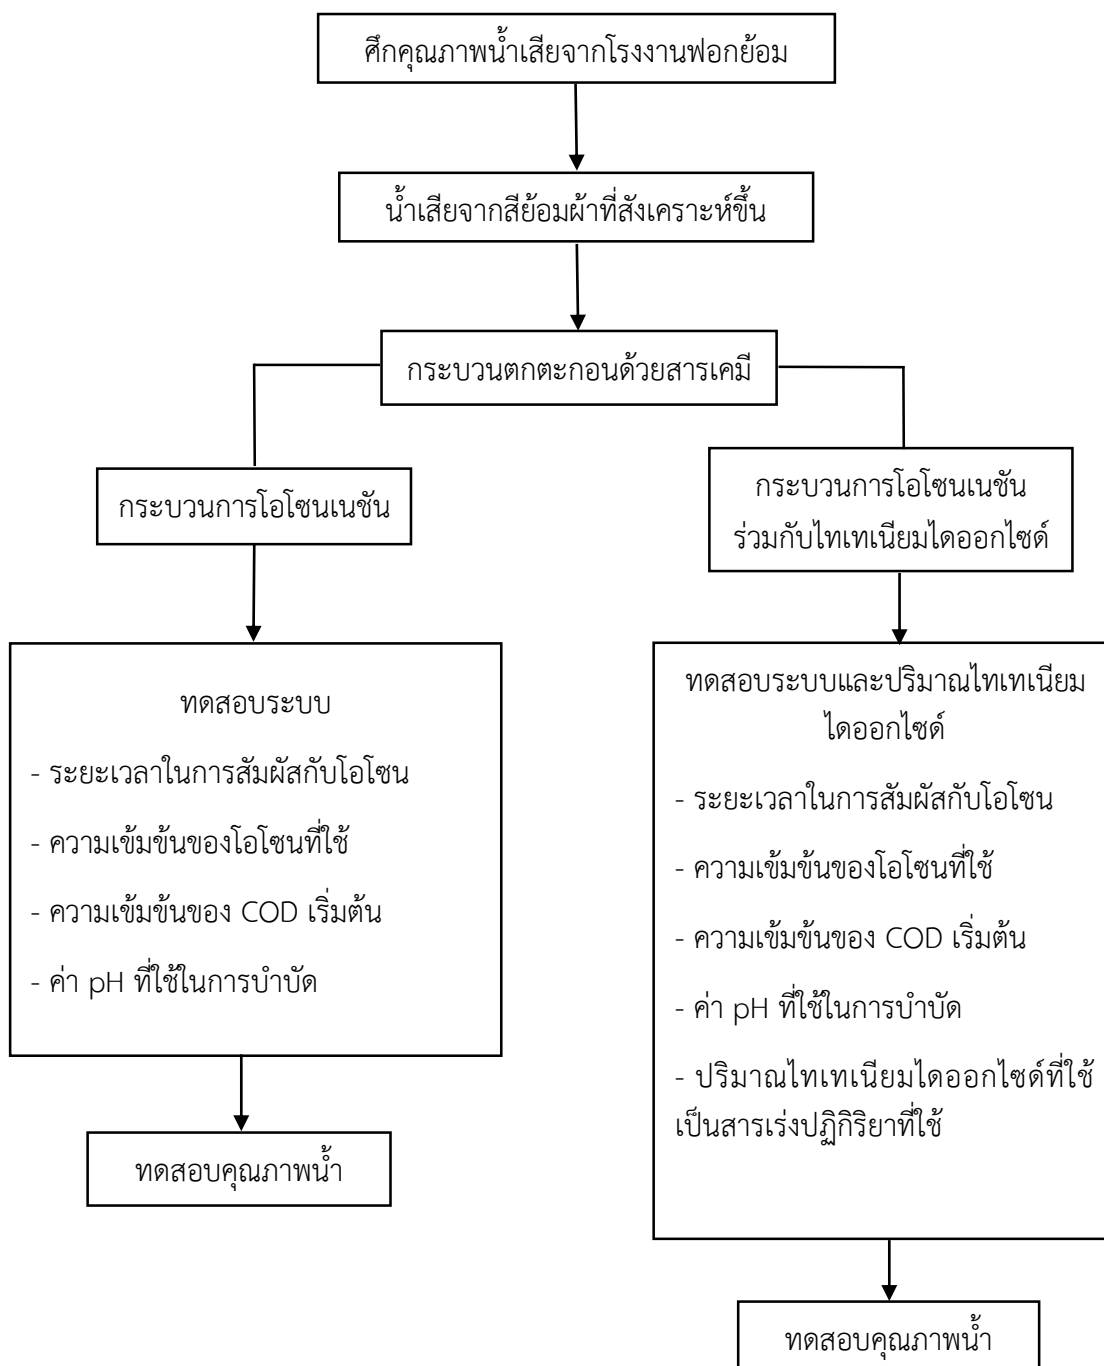 ศึกคุณภาพน้ำเสียจากโรงงานฟอกย้อม
น้ำเสียจากสีย้อมผ้าที่สังเคราะห์ขึ้น
กระบวนตกตะกอนด้วยสารเคมี
กระบวนการโอโซนเนชัน
ทดสอบระบบ
- ระยะเวลาในการสัมผัสกับโอโซน
- ความเข้มข้นของโอโซนที่ใช้
- ความเข้มข้นของ COD เริ่มต้น
- ค่า pH ที่ใช้ในการบำบัด
ทดสอบคุณภาพน้ำ
กระบวนการโอโซนเนชัน
ร่วมกับไทเทเนียมไดออกไซด์
ทดสอบระบบและปริมาณไทเทเนียม
ไดออกไซด์
- ระยะเวลาในการสัมผัสกับโอโซน
- ความเข้มข้นของโอโซนที่ใช้
- ความเข้มข้นของ COD เริ่มต้น
- ค่า pH ที่ใช้ในการบำบัด
- ปริมาณไทเทเนียมไดออกไซด์ที่ใช้
เป็นสารเร่งปฏิกิริยาที่ใช้
ทดสอบคุณภาพน้ำ